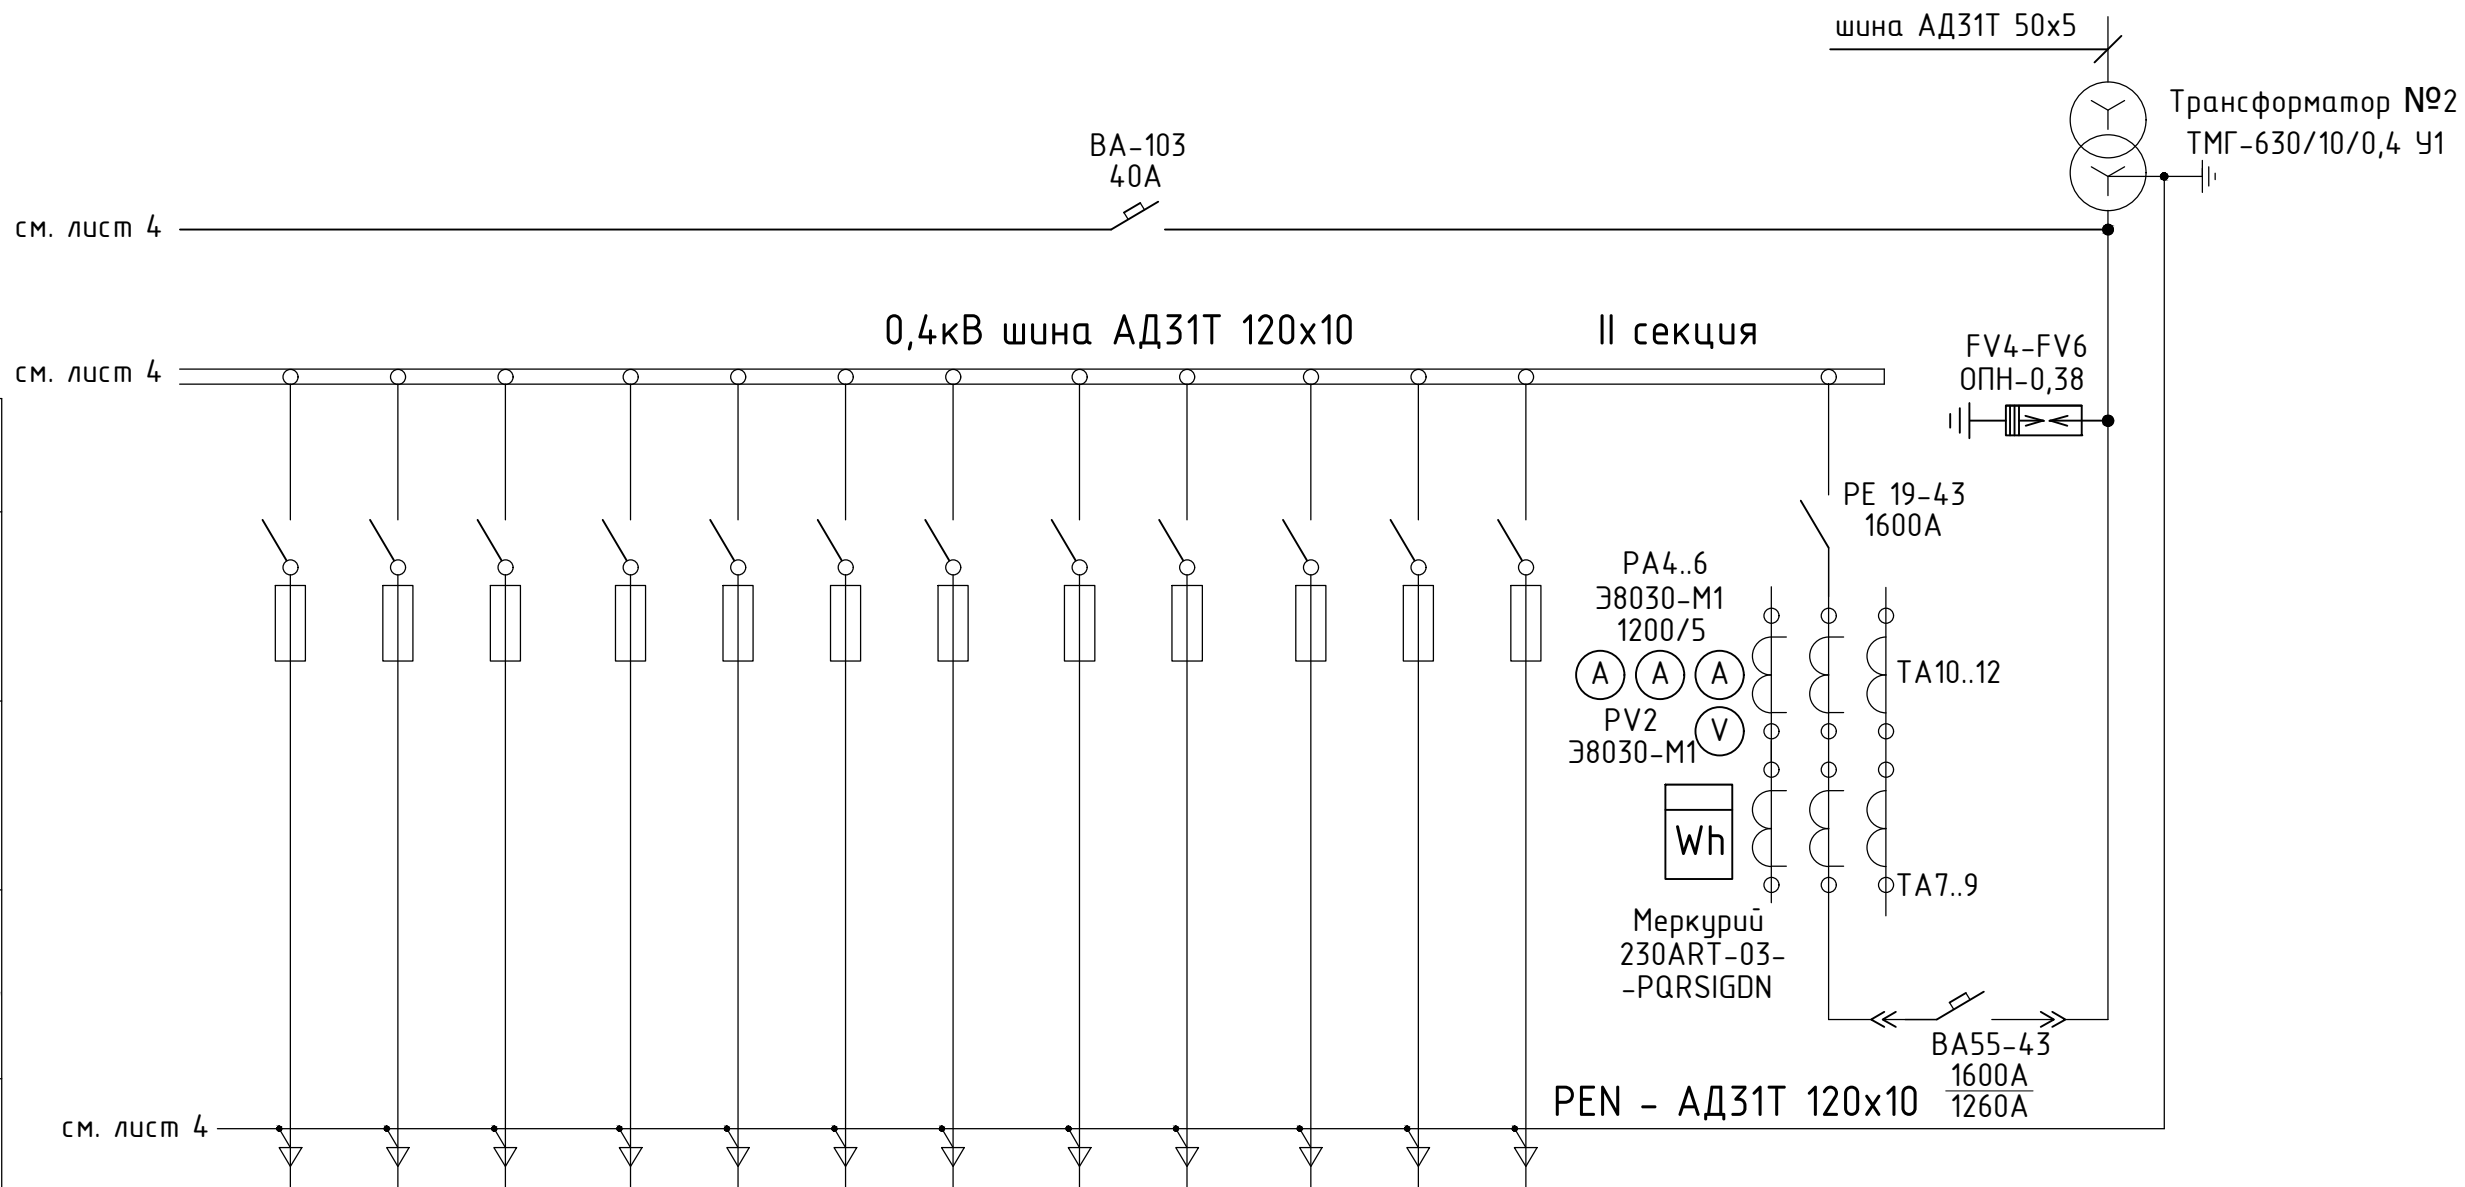 шина АД31Т 50х5
Трансформатор №2
ТМГ-630/10/0,4 У1
ВА-103
40А
см. лист 4
0,4кВ шина АД31Т 120х10
II секция
FV4-FV6
ОПН-0,38
см. лист 4
РЕ 19-43
1600А
РА4..6
Э8030-М1
1200/5
А А А
ТА10..12
PV2
Э8030-М1
V
Wh
ТА7..9
Меркурий
230ART-03-
-PQRSIGDN
ВА55-43
1600А
1260А
PEN - АД31Т 120х10
см. лист 4